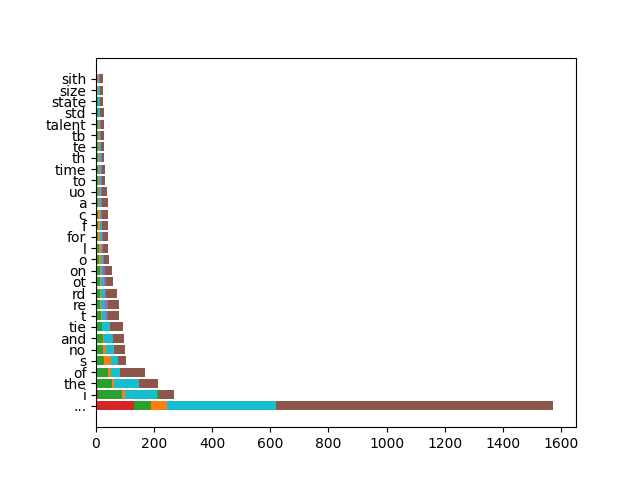 sith
size
state
std
talent
tb
te
th
time
to
uo
a
c
f
for
l
o
on
ot
rd
re
t
tie
and
no
s
of
the
i
...
0 200 400 600 800 1000 1200 1400 1600